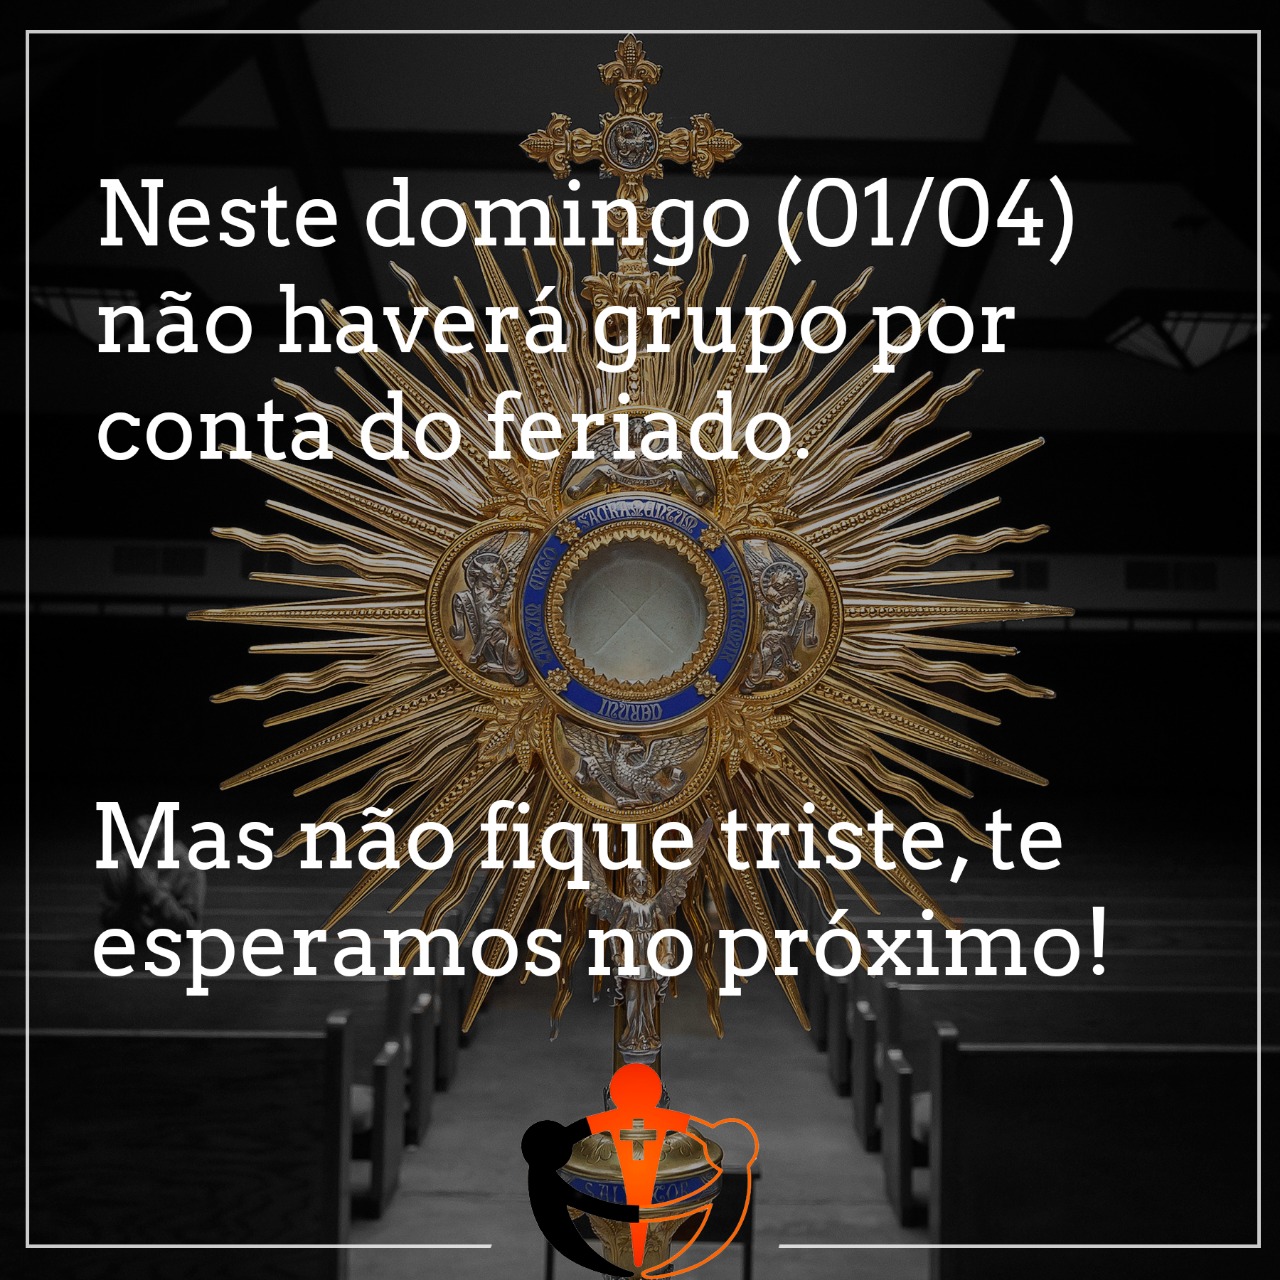 Neste domingo (01/04)
não haverá grupo por
conta do feriado.
Mas não fique triste, te
esperamos no próximo!